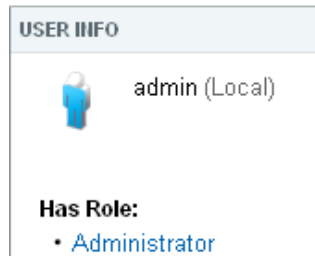 USER INFO
admin (Local)
Has Role:
• Administrator